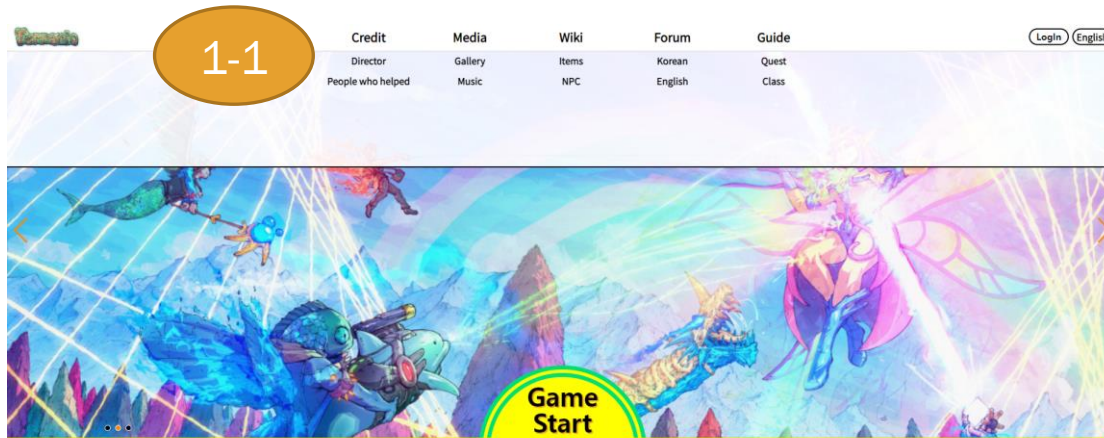 1-1
Credit Media Wiki Forum Guide LogIn English
Director Gallery Items Korean Quest
People who helped Music NPC English Class
Game
Start